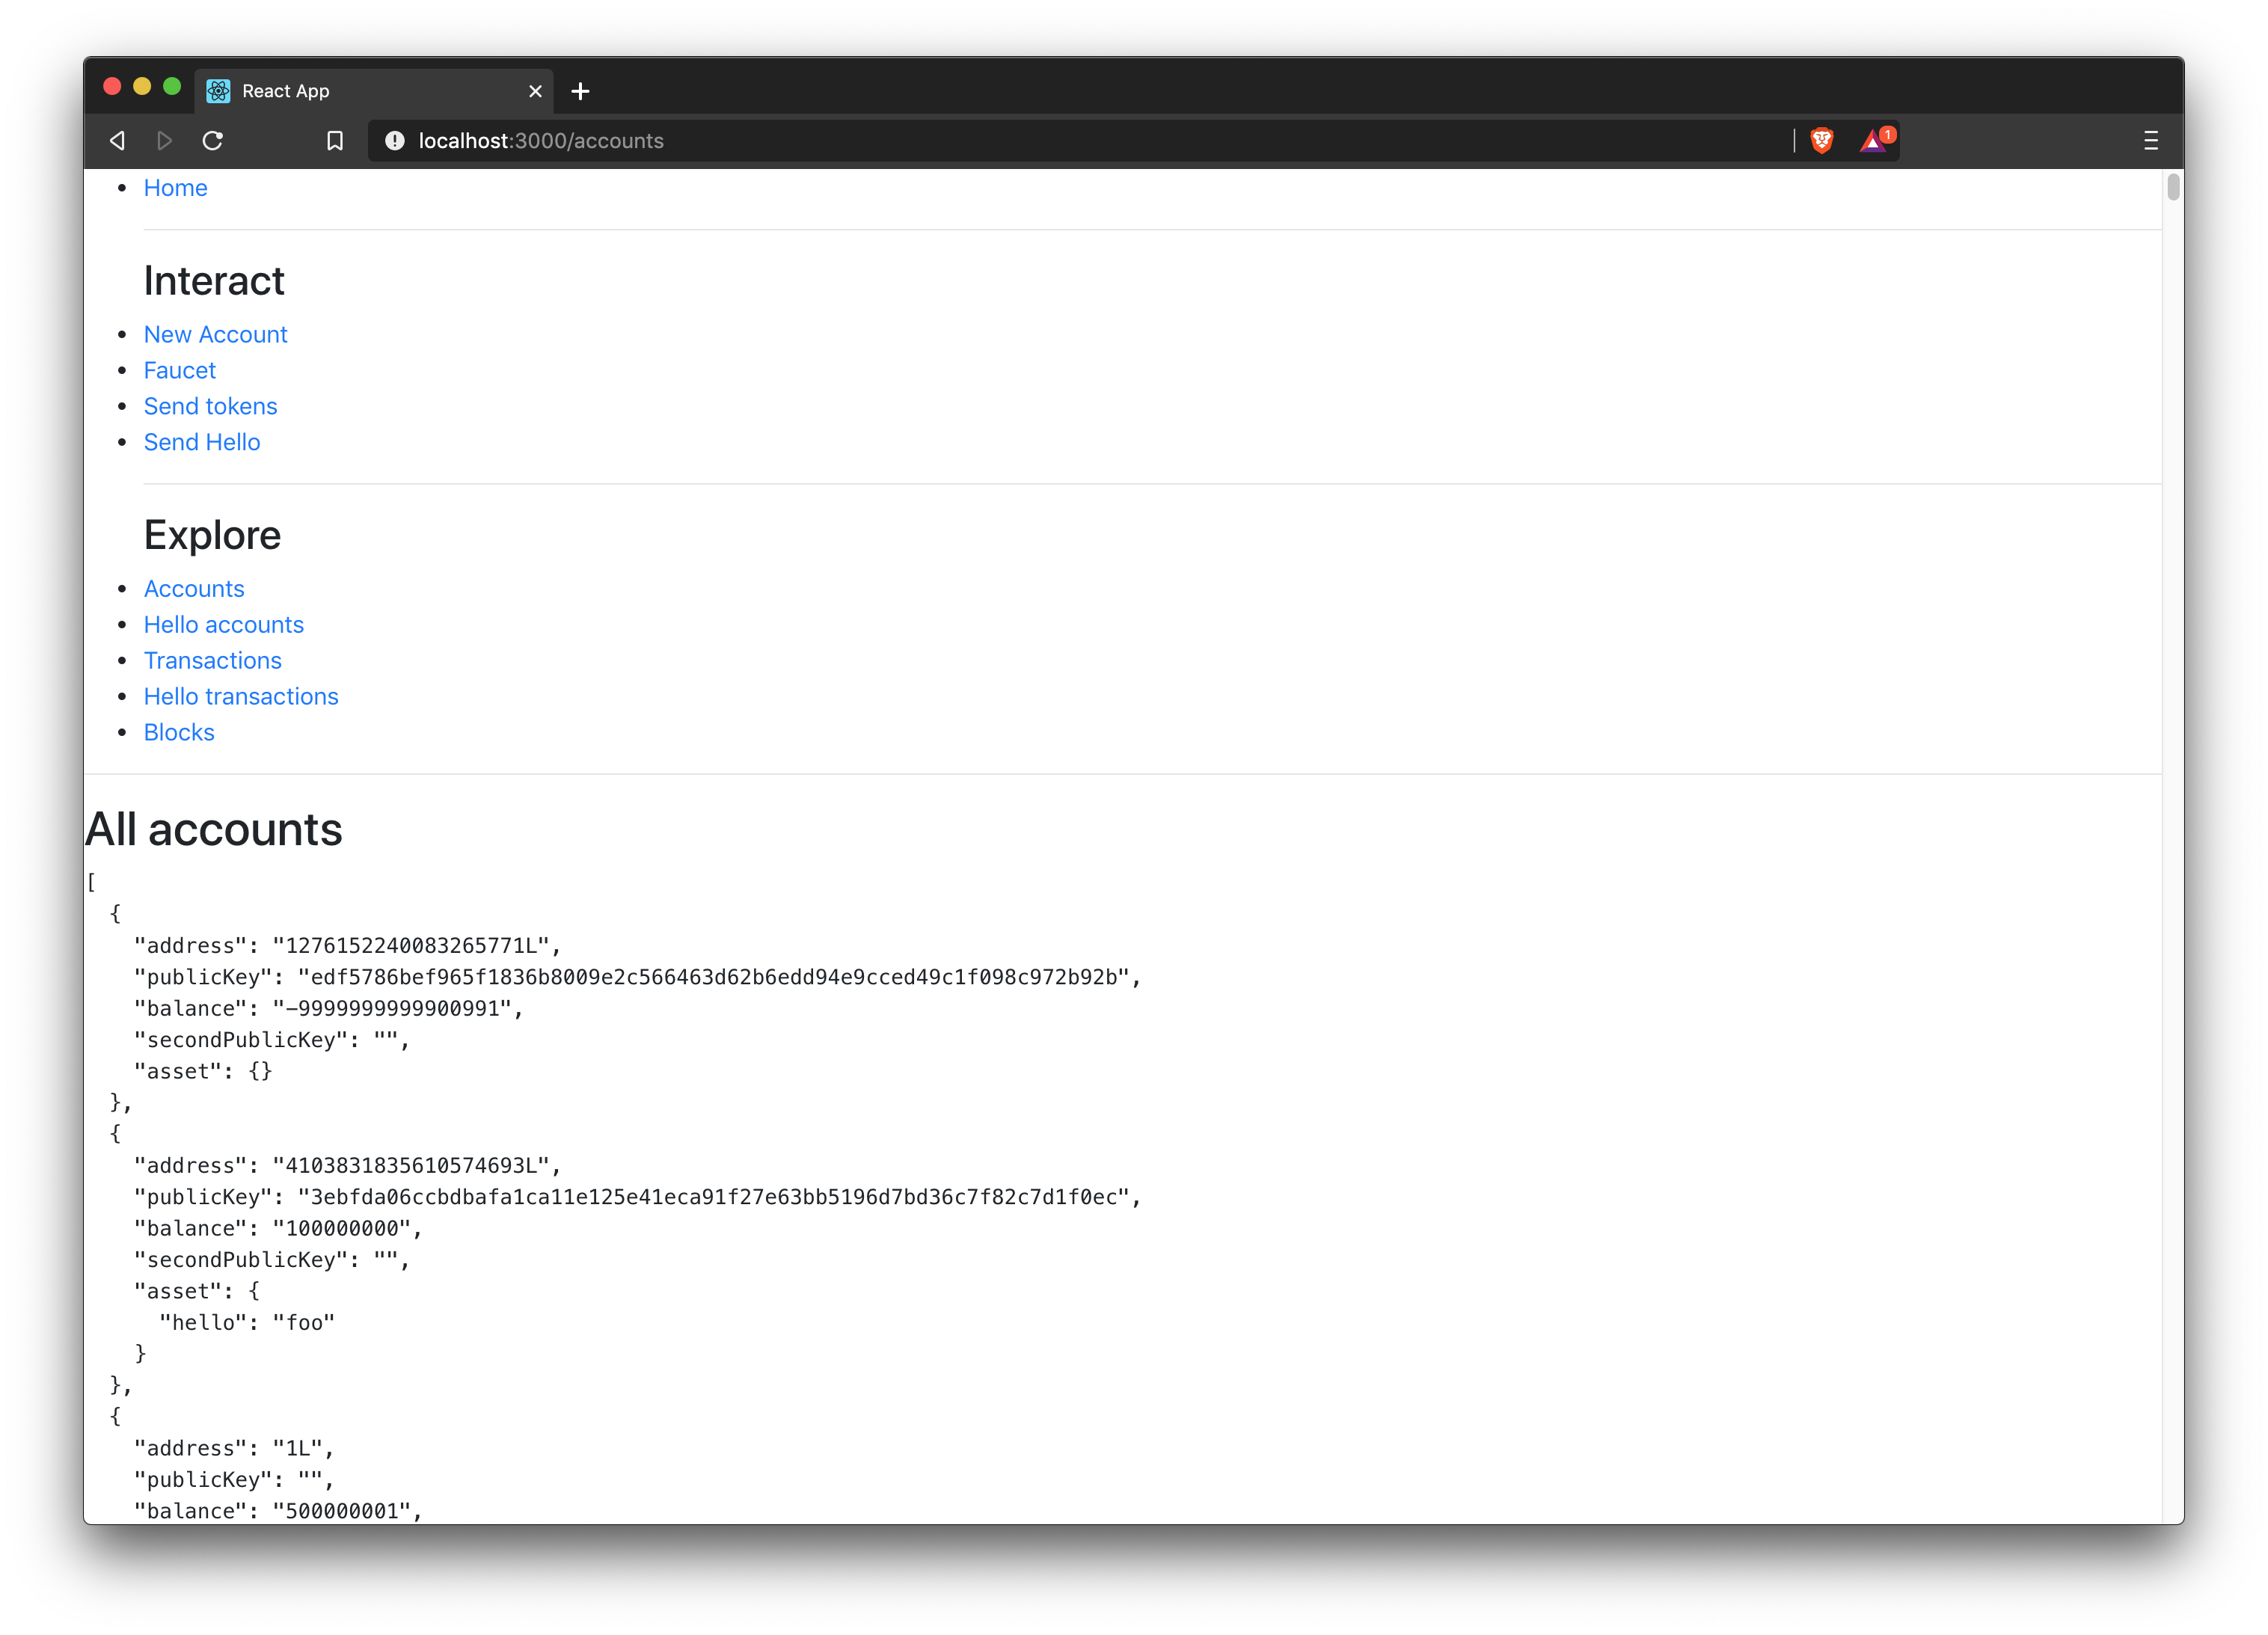 React App
localhost:3000/accounts
1
Home
Interact
New Account
Faucet
Send tokens
Send Hello
Explore
Accounts
Hello accounts
Transactions
Hello transactions
Blocks
All accounts
[
  {
    "address": "1276152240083265771L",
    "publicKey": "edf5786bef965f1836b8009e2c566463d62b6edd94e9cced49c1f098c972b92b",
    "balance": "-9999999999900991",
    "secondPublicKey": "",
    "asset": {}
  },
  {
    "address": "4103831835610574693L",
    "publicKey": "3ebfda06ccbdbafa1ca11e125e41eca91f27e63bb5196d7bd36c7f82c7d1f0ec",
    "balance": "100000000",
    "secondPublicKey": "",
    "asset": {
      "hello": "foo"
    }
  },
  {
    "address": "1L",
    "publicKey": "",
    "balance": "500000001",